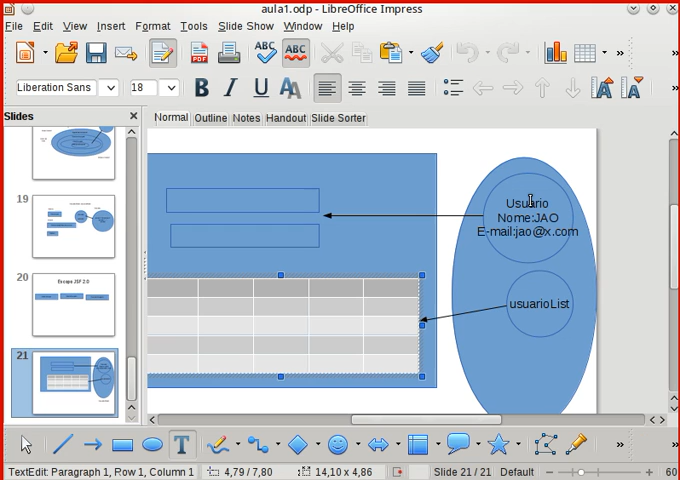 aula1.odp - LibreOffice Impress
File Edit View Insert Format Tools Slide Show Window Help
Liberation Sans 18
Slides
Normal Outline Notes Handout Slide Sorter
19
20
Escopo JSF 2.0
21
Usuario
Nome:JAO
E-mail:jao@x.com
usuarioList
TextEdit: Paragraph 1, Row 1, Column 1 4,79 / 7,80 14,10 x 4,86 Slide 21 / 21 Default 60